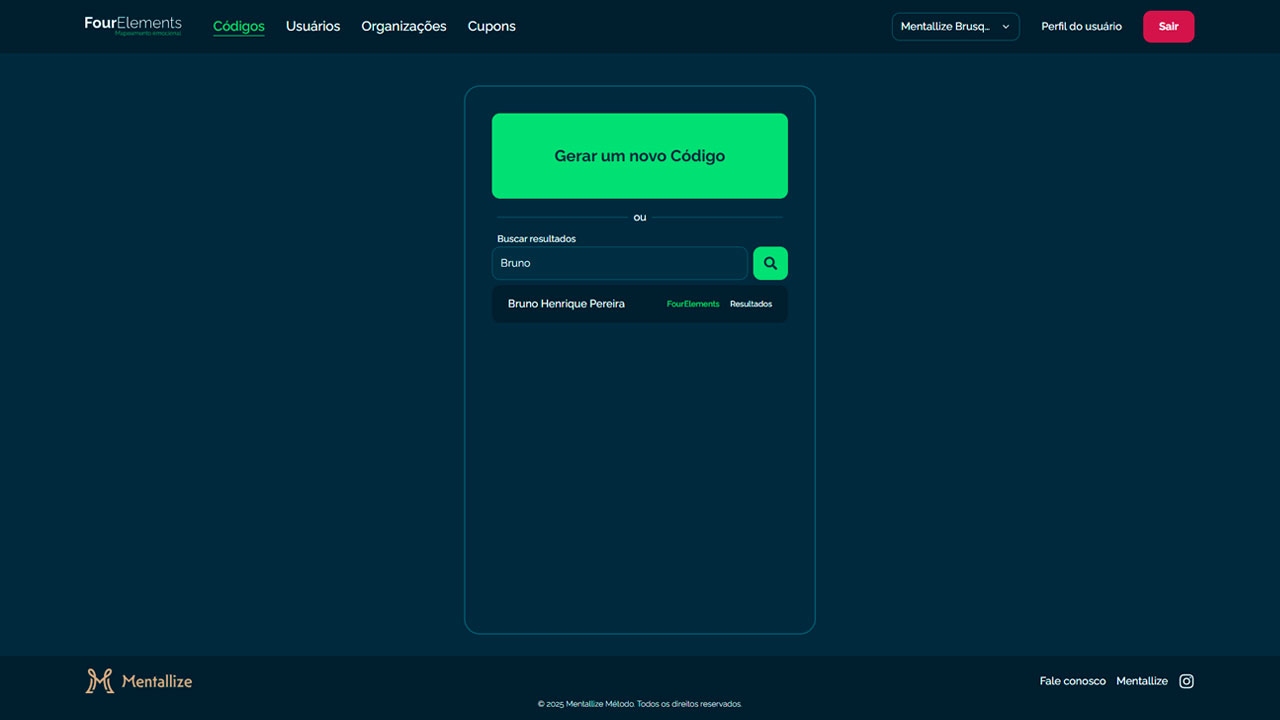 FourElements
Mapeamento emocional
Códigos
Usuários
Organizações
Cupons
Mentallize Brusq...
Perfil do usuário
Sair
Gerar um novo Código
ou
Buscar resultados
Bruno
Bruno Henrique Pereira FourElements Resultados
Mentallize
Fale conosco
Mentallize
© 2025 Mentallize Método. Todos os direitos reservados.